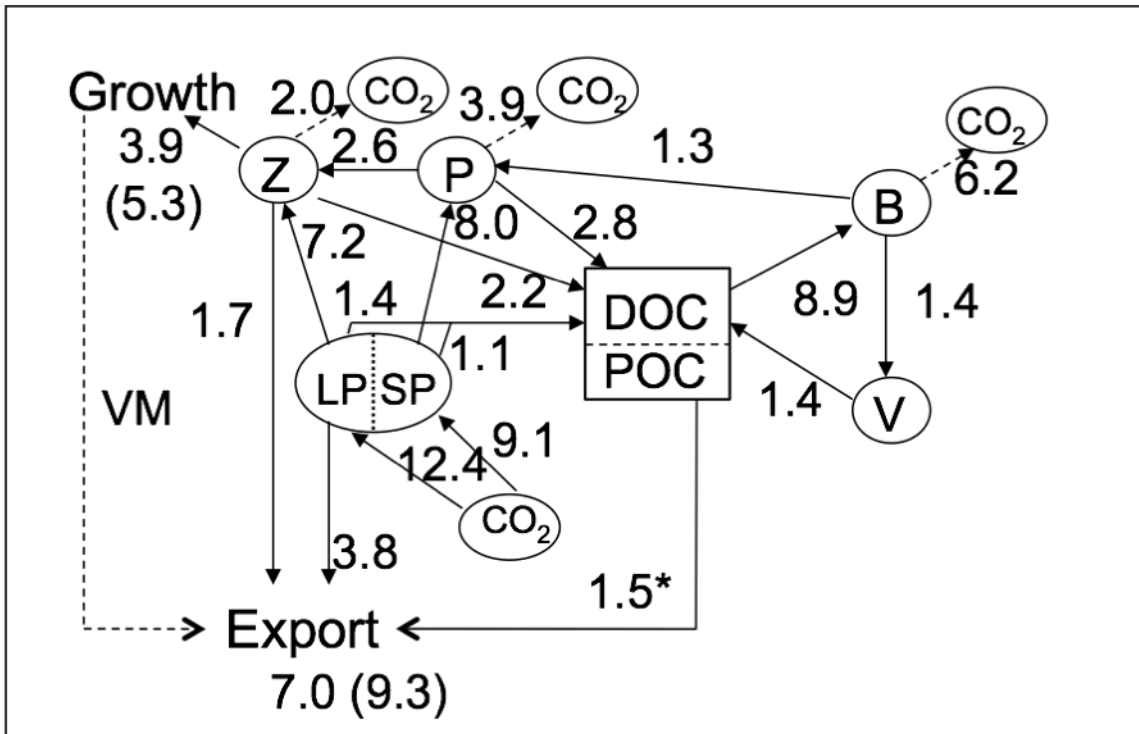 Growth 2.0 CO₂ 3.9 CO₂
CO₂
3.9 2.6 1.3
(5.3) Z P B 6.2
7.2 8.0 2.8
1.7 1.4 2.2 DOC 8.9 1.4
1.1
VM LP SP POC 1.4 V
12.4 9.1
CO₂
3.8
1.5*
Export
7.0 (9.3)